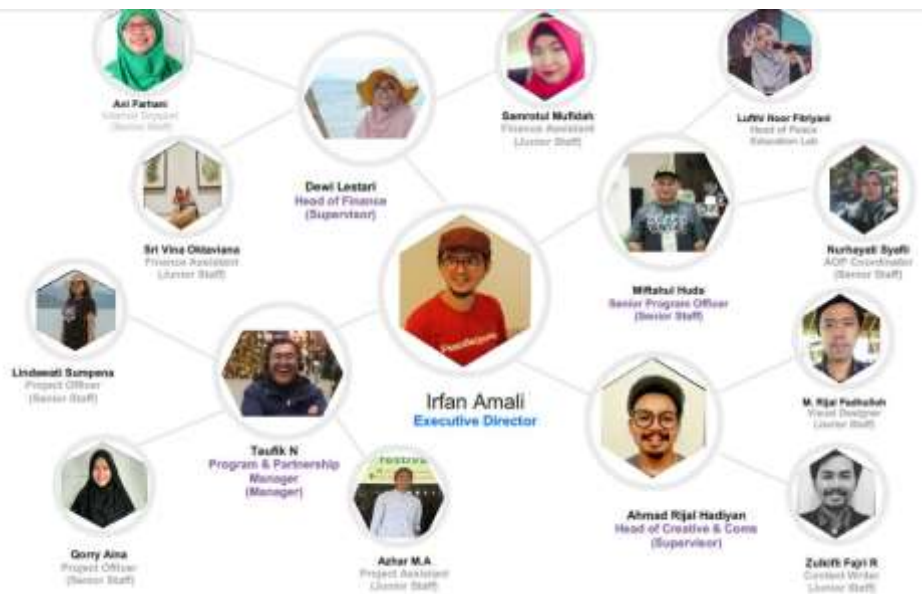 Ani Farhani
(Senior Staff)
Samrotul Mufidah
Finance Assistant
(Junior Staff)
Luthfi Noor Fitriyani
Head of Peace
Education Lab
Dewi Lestari
Head of Finance
(Supervisor)
Sri Vina Oktaviana
Finance Assistant
(Junior Staff)
Nurhayati Syafii
Coordinator
(Senior Staff)
Miftahul Huda
Senior Program Officer
(Senior Staff)
Lindawati Sumpena
Project Officer
(Senior Staff)
Irfan Amali
Executive Director
M. Rijal Fadhullah
Visual Designer
(Junior Staff)
Taufik N
Program & Partnership
Manager
(Manager)
Ahmad Rijal Hadiyan
Head of Creative & Coms
(Supervisor)
Qorry Aina
Project Officer
(Senior Staff)
Azhar M.A
Project Assistant
(Junior Staff)
Zulkifli Fajri R
Content Writer
(Junior Staff)